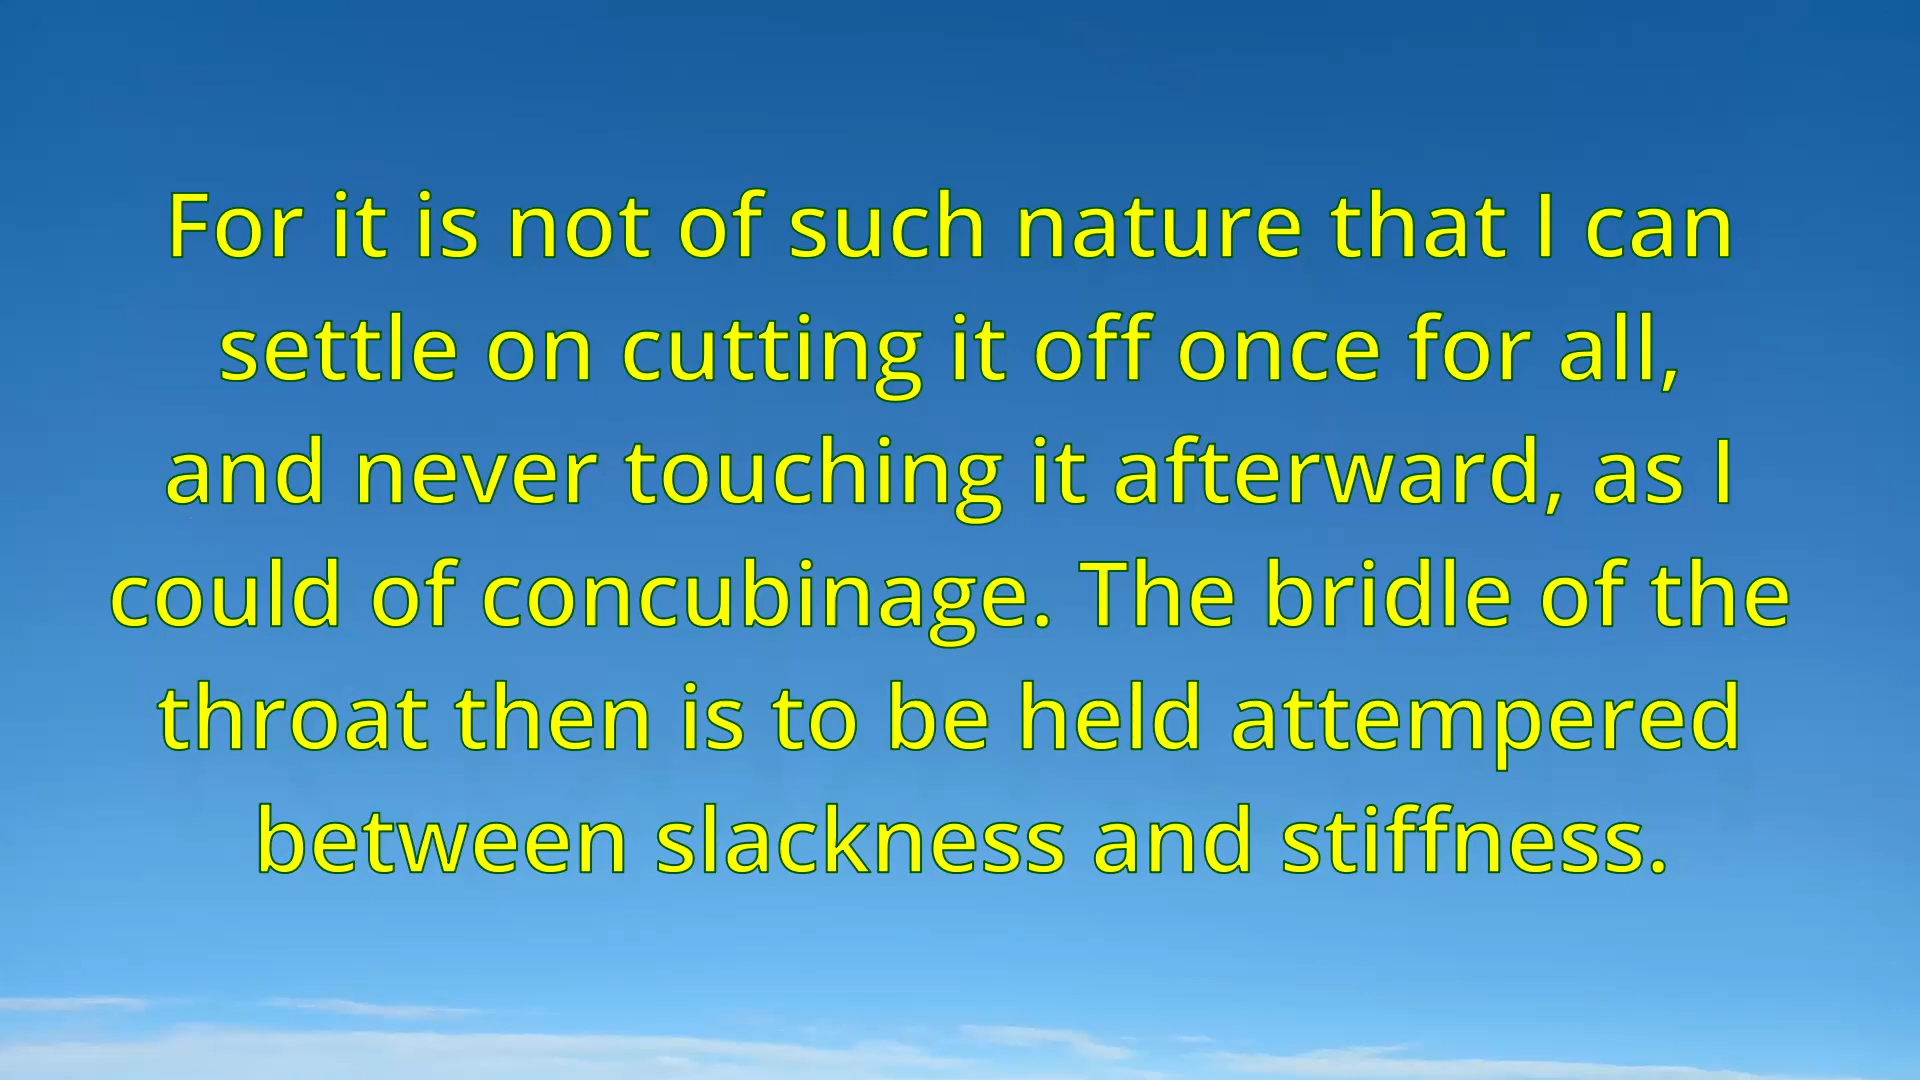 For it is not of such nature that I can
settle on cutting it off once for all,
and never touching it afterward, as I
could of concubinage. The bridle of the
throat then is to be held attempered
between slackness and stiffness.